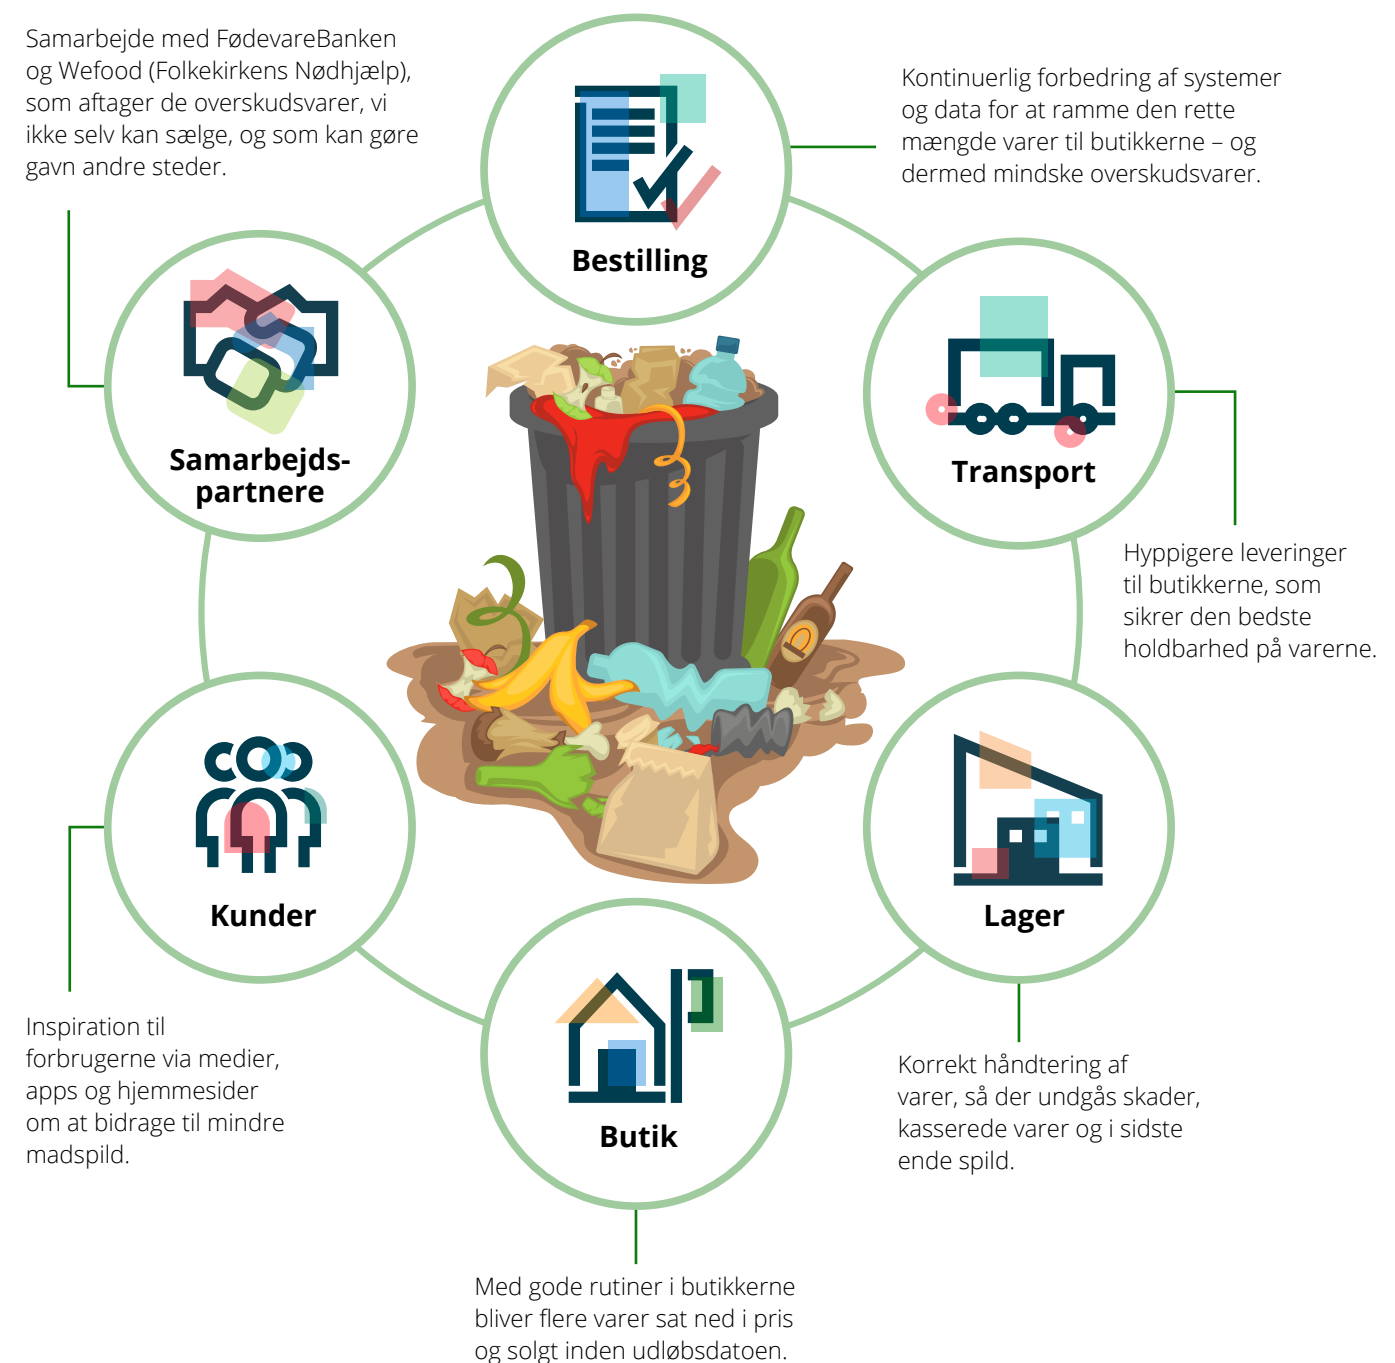 Samarbejde med FødevareBanken
og Wefood (Folkekirkens Nødhjælp),
som aftager de overskudsvarer, vi
ikke selv kan sælge, og som kan gøre
gavn andre steder.
Kontinuerlig forbedring af systemer
og data for at ramme den rette
mængde varer til butikkerne – og
dermed mindske overskudsvarer.
Bestilling
Samarbejds-
partnere
Transport
Hyppigere leveringer
til butikkerne, som
sikrer den bedste
holdbarhed på varerne.
Kunder
Lager
Inspiration til
forbrugerne via medier,
apps og hjemmesider
om at bidrage til mindre
madspild.
Butik
Korrekt håndtering af
varer, så der undgås skader,
kasserede varer og i sidste
ende spild.
Med gode rutiner i butikkerne
bliver flere varer sat ned i pris
og solgt inden udløbsdatoen.